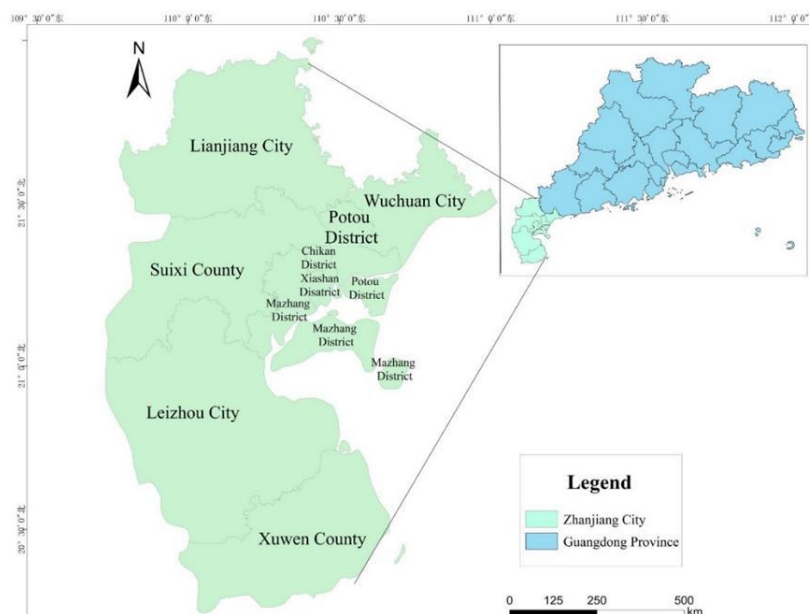 109° 30′0″东
110° 0′0″东
110° 30′0″东
111° 0′0″东
111° 30′0″东
112° 0′0″东
N
Lianjiang City
Wuchuan City
21° 30′0″北
Potou
District
Chikan
District
Suixi County
Xiashan
Disatrict
Potou
District
Mazhang
District
Mazhang
District
21° 0′0″北
Mazhang
District
Leizhou City
20° 30′0″北
Xuwen County
Legend
Zhanjiang City
Guangdong Province
0 125 250 500
km